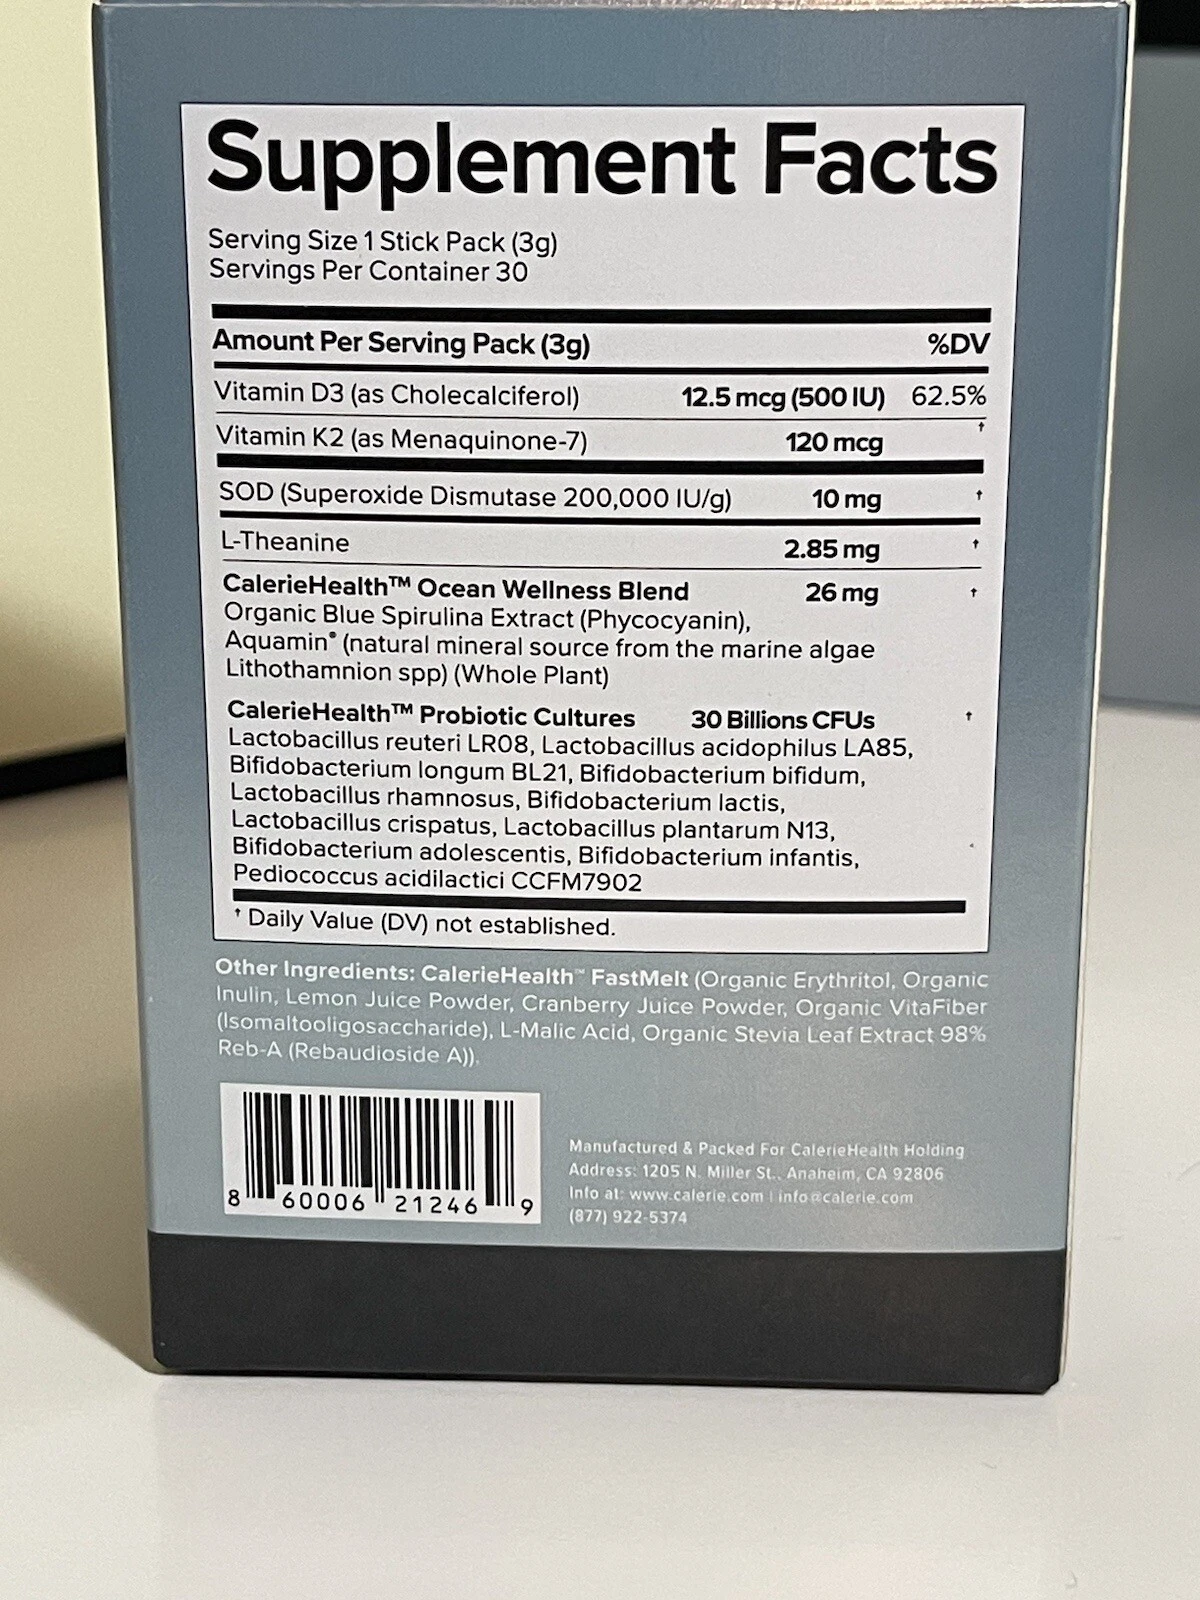 Supplement Facts
Serving Size 1 Stick Pack (3g)
Servings Per Container 30
Amount Per Serving Pack (3g) %DV
Vitamin D3 (as Cholecalciferol) 12.5 mcg (500 IU) 62.5%
Vitamin K2 (as Menaquinone-7) 120 mcg †
SOD (Superoxide Dismutase 200,000 IU/g) 10 mg †
L-Theanine 2.85 mg †
CalerieHealth™ Ocean Wellness Blend 26 mg †
Organic Blue Spirulina Extract (Phycocyanin),
Aquamin® (natural mineral source from the marine algae
Lithothamnion spp) (Whole Plant)
CalerieHealth™ Probiotic Cultures 30 Billions CFUs †
Lactobacillus reuteri LR08, Lactobacillus acidophilus LA85,
Bifidobacterium longum BL21, Bifidobacterium bifidum,
Lactobacillus rhamnosus, Bifidobacterium lactis,
Lactobacillus crispatus, Lactobacillus plantarum N13,
Bifidobacterium adolescentis, Bifidobacterium infantis,
Pediococcus acidilactici CCFM7902
† Daily Value (DV) not established.
Other Ingredients: CalerieHealth™ FastMelt (Organic Erythritol, Organic
Inulin, Lemon Juice Powder, Cranberry Juice Powder, Organic VitaFiber
(Isomaltooligosaccharide), L-Malic Acid, Organic Stevia Leaf Extract 98%
Reb-A (Rebaudioside A)).
8 60006 21246 9
Manufactured & Packed For CalerieHealth Holding
Address: 1205 N. Miller St., Anaheim, CA 92806
Info at: www.calerie.com | info@calerie.com
(877) 922-5374